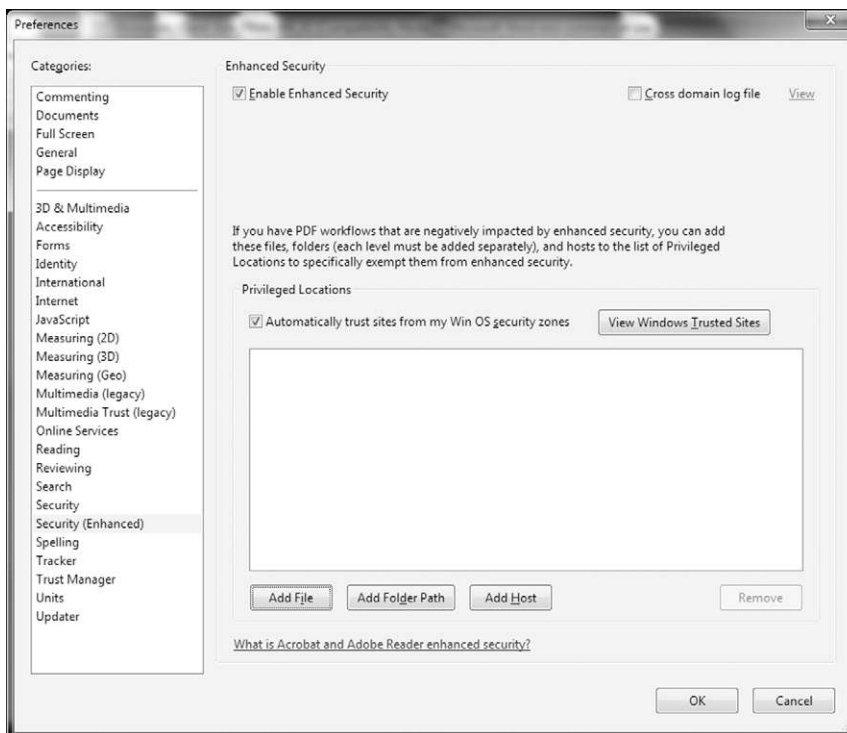 Preferences
Categories:
Commenting
Documents
Full Screen
General
Page Display
3D & Multimedia
Accessibility
Forms
Identity
International
Internet
JavaScript
Measuring (2D)
Measuring (3D)
Measuring (Geo)
Multimedia (legacy)
Multimedia Trust (legacy)
Online Services
Reading
Reviewing
Search
Security
Security (Enhanced)
Spelling
Tracker
Trust Manager
Units
Updater
Enhanced Security
Enable Enhanced Security
Cross domain log file View
If you have PDF workflows that are negatively impacted by enhanced security, you can add
these files, folders (each level must be added separately), and hosts to the list of Privileged
Locations to specifically exempt them from enhanced security.
Privileged Locations
Automatically trust sites from my Win OS security zones View Windows Trusted Sites
Add File Add Folder Path Add Host Remove
What is Acrobat and Adobe Reader enhanced security?
OK Cancel